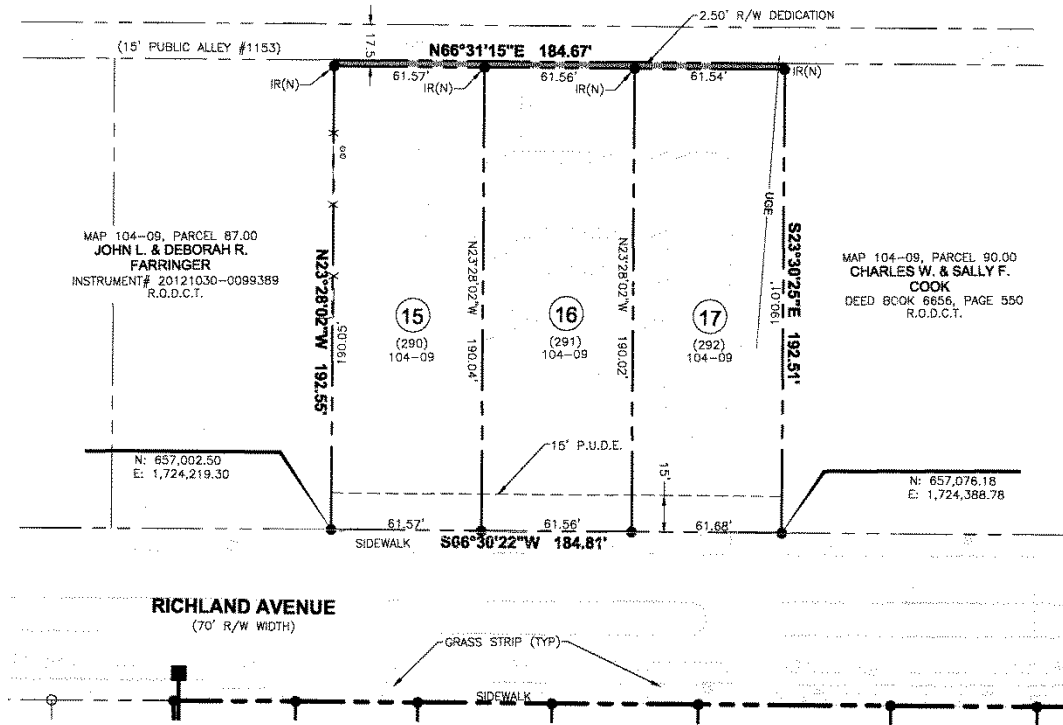 2.50' R/W DEDICATION
17.5
(15' PUBLIC ALLEY #1153)
N66°31'15"E 184.67'
IR(N)
61.57'
IR(N)
61.56'
IR(N)
61.54'
IR(N)
UGE
MAP 104-09, PARCEL 87.00
JOHN L. & DEBORAH R.
FARRINGER
INSTRUMENT# 20121030-0099389
R.O.D.C.T.
N23°28'02"W 192.55'
190.05'
N23°28'02"W 190.04'
N23°28'02"W 190.02'
S23°30'25"E 192.51'
190.01'
MAP 104-09, PARCEL 90.00
CHARLES W. & SALLY F.
COOK
DEED BOOK 6656, PAGE 550
R.O.D.C.T.
15
(290)
104-09
16
(291)
104-09
17
(292)
104-09
15' P.U.D.E.
15'
N: 657,002.50
E: 1,724,219.30
N: 657,076.18
E: 1,724,388.78
61.57'
61.56'
61.68'
SIDEWALK
S66°30'22"W 184.81'
RICHLAND AVENUE
(70' R/W WIDTH)
GRASS STRIP (TYP)
SIDEWALK